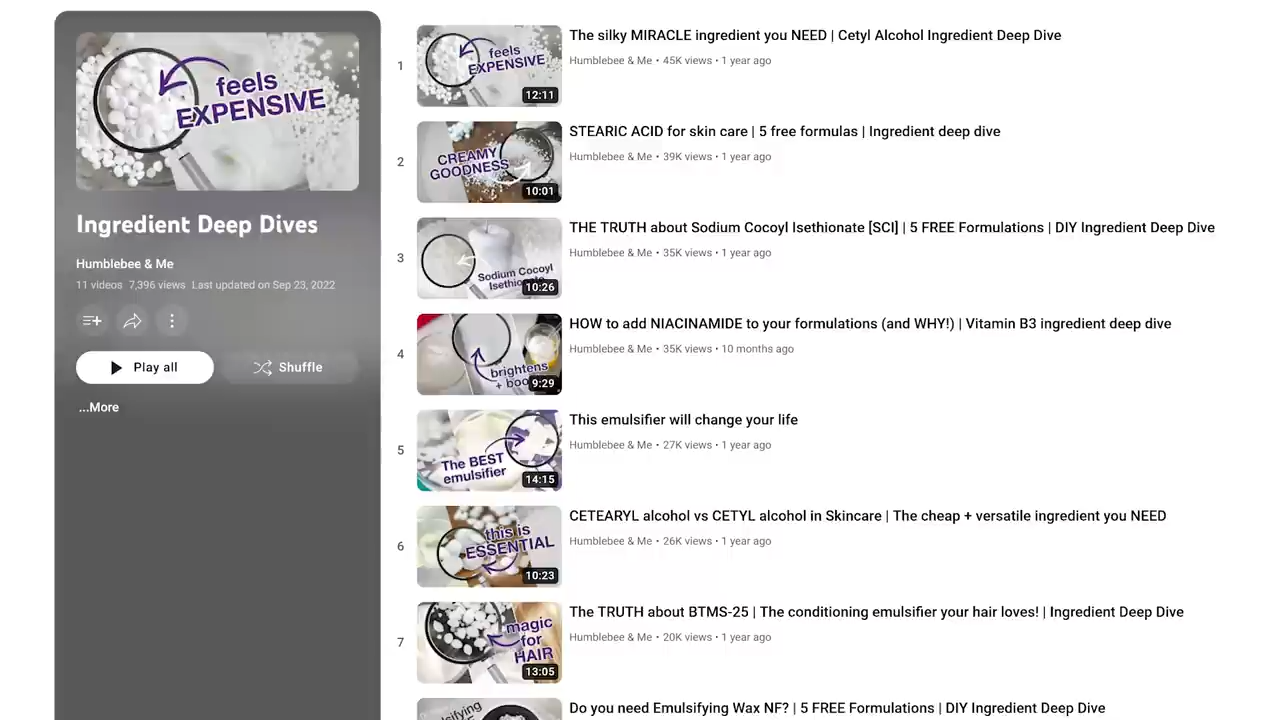 feels
EXPENSIVE
Ingredient Deep Dives
Humblebee & Me
11 videos 7,396 views Last updated on Sep 23, 2022
Play all
Shuffle
...More
1
feels
EXPENSIVE
12:11
The silky MIRACLE ingredient you NEED | Cetyl Alcohol Ingredient Deep Dive
Humblebee & Me • 45K views • 1 year ago
2
CREAMY
GOODNESS
10:01
STEARIC ACID for skin care | 5 free formulas | Ingredient deep dive
Humblebee & Me • 39K views • 1 year ago
3
Sodium Cocoyl
10:26
THE TRUTH about Sodium Cocoyl Isethionate [SCI] | 5 FREE Formulations | DIY Ingredient Deep Dive
Humblebee & Me • 35K views • 1 year ago
4
brightens
+ boo
9:29
HOW to add NIACINAMIDE to your formulations (and WHY!) | Vitamin B3 ingredient deep dive
Humblebee & Me • 35K views • 10 months ago
5
The BEST
emulsifier
14:15
This emulsifier will change your life
Humblebee & Me • 27K views • 1 year ago
6
this is
ESSENTIAL
10:23
CETEARYL alcohol vs CETYL alcohol in Skincare | The cheap + versatile ingredient you NEED
Humblebee & Me • 26K views • 1 year ago
7
magic
for
HAIR
13:05
The TRUTH about BTMS-25 | The conditioning emulsifier your hair loves! | Ingredient Deep Dive
Humblebee & Me • 20K views • 1 year ago
Do you need Emulsifying Wax NF? | 5 FREE Formulations | DIY Ingredient Deep Dive